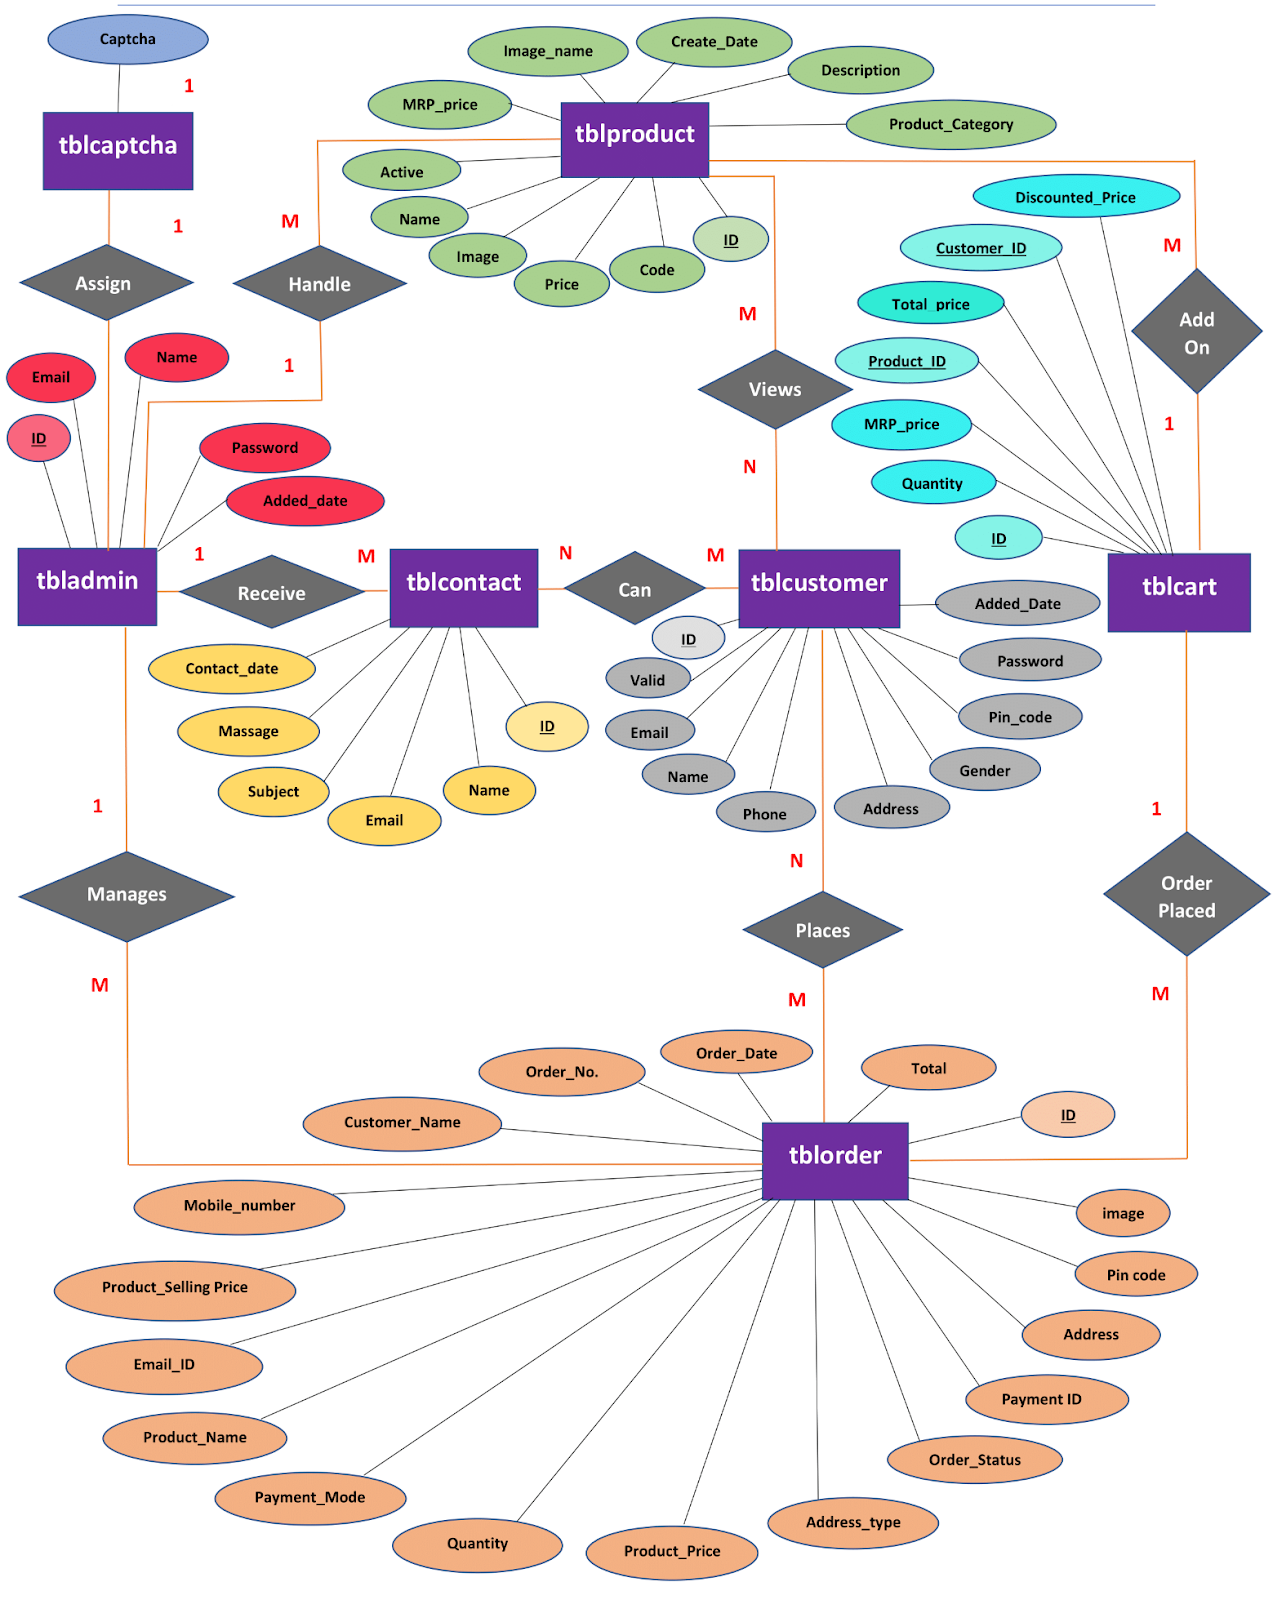 Captcha
1
tblcaptcha
1
Assign
Image_name
Create_Date
Description
MRP_price
Product_Category
tblproduct
Active
Name
Image
Price
Code
ID
M
Handle
1
M
Views
N
Discounted_Price
Customer_ID
Total_price
Product_ID
MRP_price
Quantity
ID
M
Add
On
1
Email
Name
ID
Password
Added_date
tbladmin
1
Receive
M
tblcontact
N
Can
M
tblcustomer
tblcart
Contact_date
Massage
Subject
Email
Name
ID
ID
Valid
Email
Name
Phone
Address
Gender
Pin_code
Password
Added_Date
1
Manages
M
N
Places
M
1
Order
Placed
M
Order_No.
Order_Date
Total
Customer_Name
ID
tblorder
Mobile_number
image
Product_Selling Price
Pin code
Email_ID
Address
Product_Name
Payment ID
Payment_Mode
Order_Status
Quantity
Product_Price
Address_type